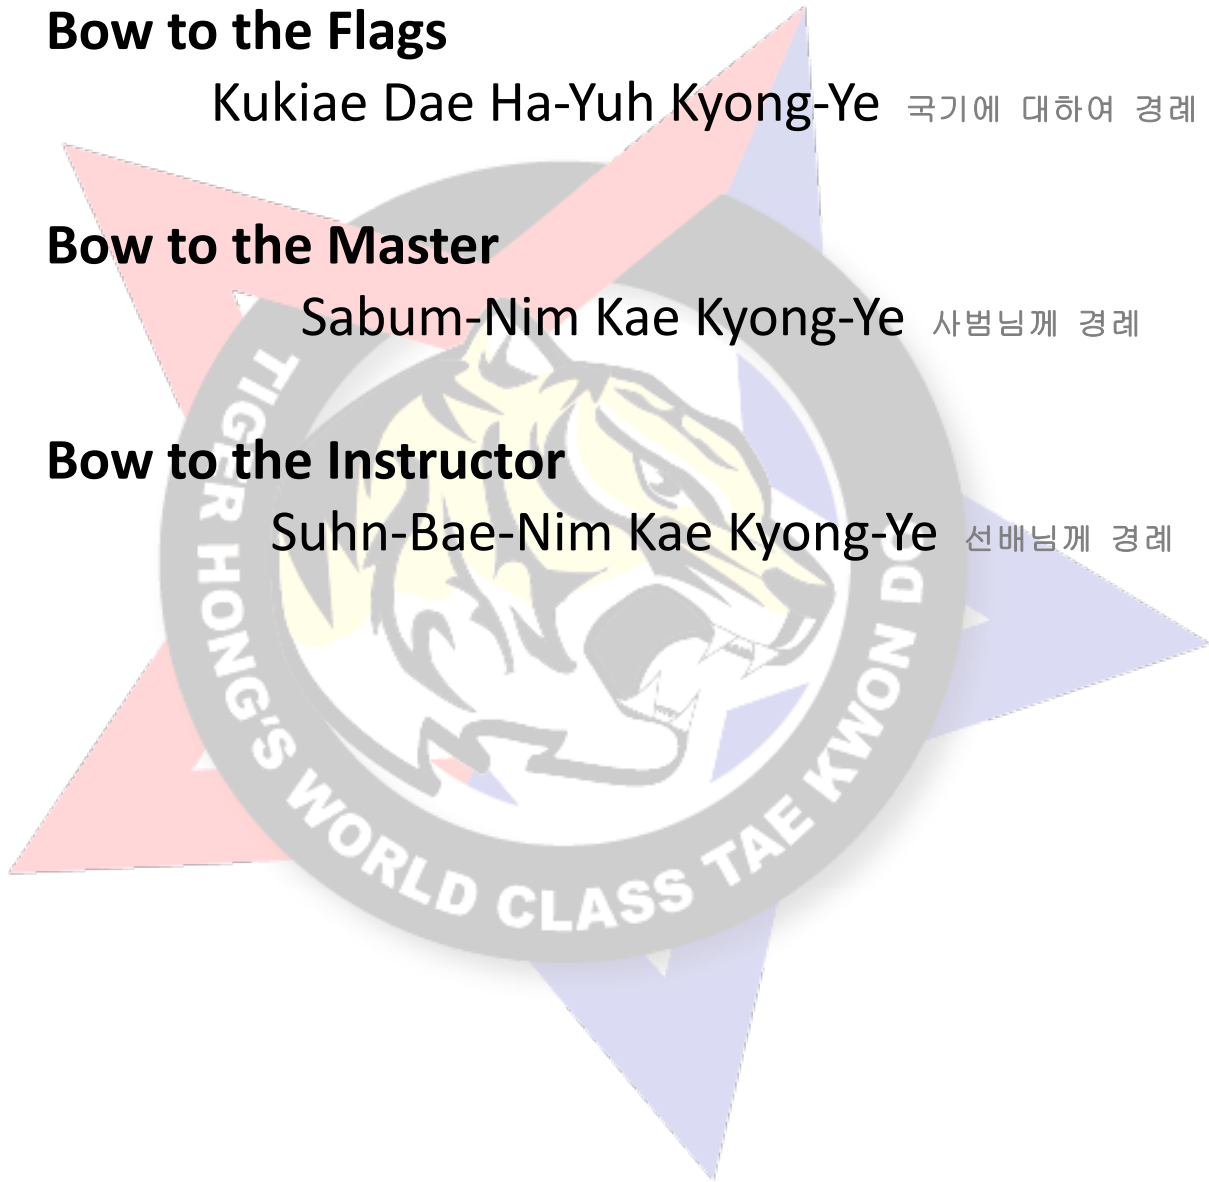 Bow to the Flags
Kukiae Dae Ha-Yuh Kyong-Ye 국기에 대하여 경례
Bow to the Master
Sabum-Nim Kae Kyong-Ye 사범님께 경례
Bow to the Instructor
Suhn-Bae-Nim Kae Kyong-Ye 선배님께 경례
TIGER HONG'S WORLD CLASS TAE KWON DO